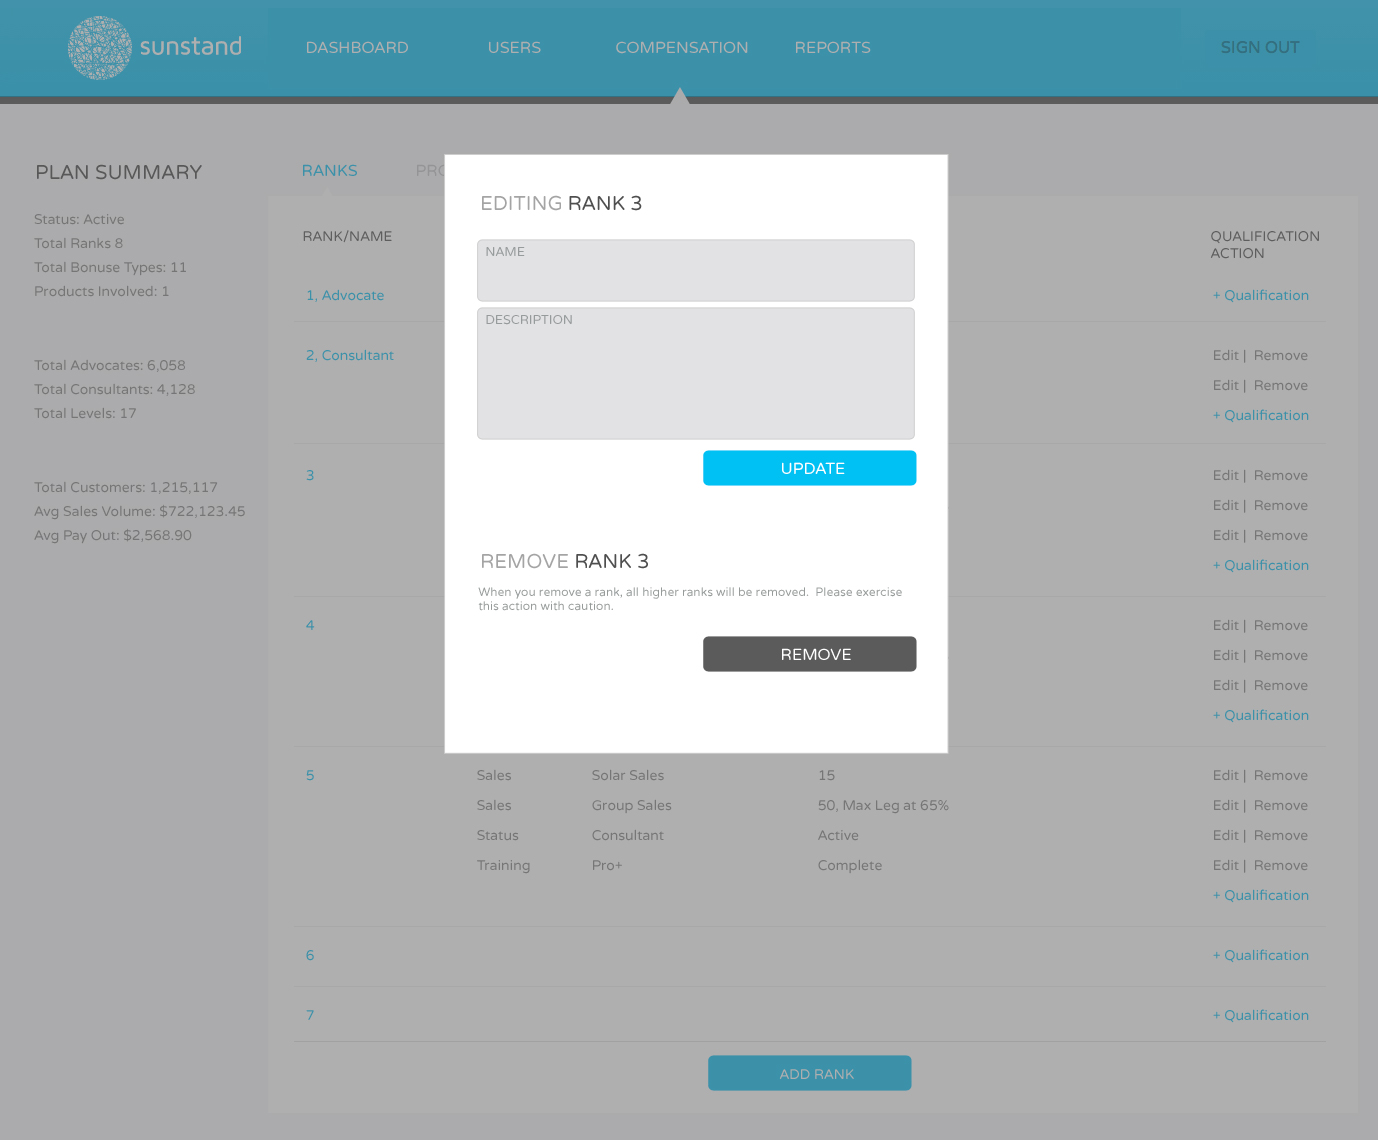 sunstand
DASHBOARD
USERS
COMPENSATION
REPORTS
SIGN OUT
PLAN SUMMARY
Status: Active
Total Ranks 8
Total Bonuse Types: 11
Products Involved: 1
Total Advocates: 6,058
Total Consultants: 4,128
Total Levels: 17
Total Customers: 1,215,117
Avg Sales Volume: $722,123.45
Avg Pay Out: $2,568.90
RANKS
RANK/NAME
QUALIFICATION
ACTION
1, Advocate
+ Qualification
2, Consultant
Edit | Remove
Edit | Remove
+ Qualification
3
Edit | Remove
Edit | Remove
Edit | Remove
+ Qualification
4
Edit | Remove
Edit | Remove
Edit | Remove
+ Qualification
5 Sales Solar Sales 15 Edit | Remove
Sales Group Sales 50, Max Leg at 65% Edit | Remove
Status Consultant Active Edit | Remove
Training Pro+ Complete Edit | Remove
+ Qualification
6 + Qualification
7 + Qualification
ADD RANK
EDITING RANK 3
NAME
DESCRIPTION
UPDATE
REMOVE RANK 3
When you remove a rank, all higher ranks will be removed. Please exercise
this action with caution.
REMOVE